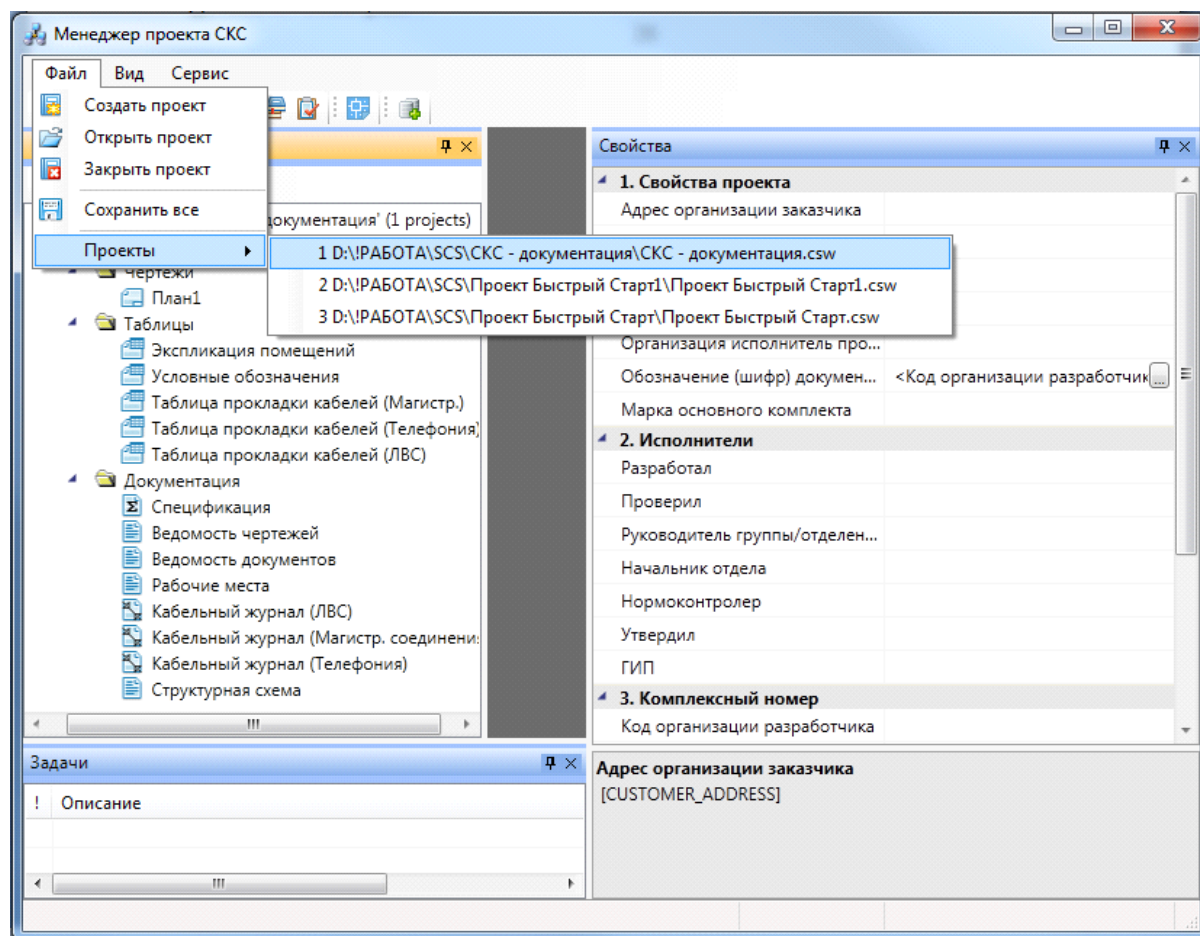 Менеджер проекта СКС
Файл Вид Сервис
Создать проект
Открыть проект
Закрыть проект
Сохранить все
Проекты
1 D:\!РАБОТА\SCS\СКС - документация\СКС - документация.csw
2 D:\!РАБОТА\SCS\Проект Быстрый Старт1\Проект Быстрый Старт1.csw
3 D:\!РАБОТА\SCS\Проект Быстрый Старт\Проект Быстрый Старт.csw
документация' (1 projects)
Чертежи
План1
Таблицы
Экспликация помещений
Условные обозначения
Таблица прокладки кабелей (Магистр.)
Таблица прокладки кабелей (Телефония)
Таблица прокладки кабелей (ЛВС)
Документация
Спецификация
Ведомость чертежей
Ведомость документов
Рабочие места
Кабельный журнал (ЛВС)
Кабельный журнал (Магистр. соединени
Кабельный журнал (Телефония)
Структурная схема
Свойства
1. Свойства проекта
Адрес организации заказчика
Организация исполнитель про...
Обозначение (шифр) докумен... <Код организации разработчик ...
Марка основного комплекта
2. Исполнители
Разработал
Проверил
Руководитель группы/отделен...
Начальник отдела
Нормоконтролер
Утвердил
ГИП
3. Комплексный номер
Код организации разработчика
Адрес организации заказчика
[CUSTOMER_ADDRESS]
Задачи
! Описание